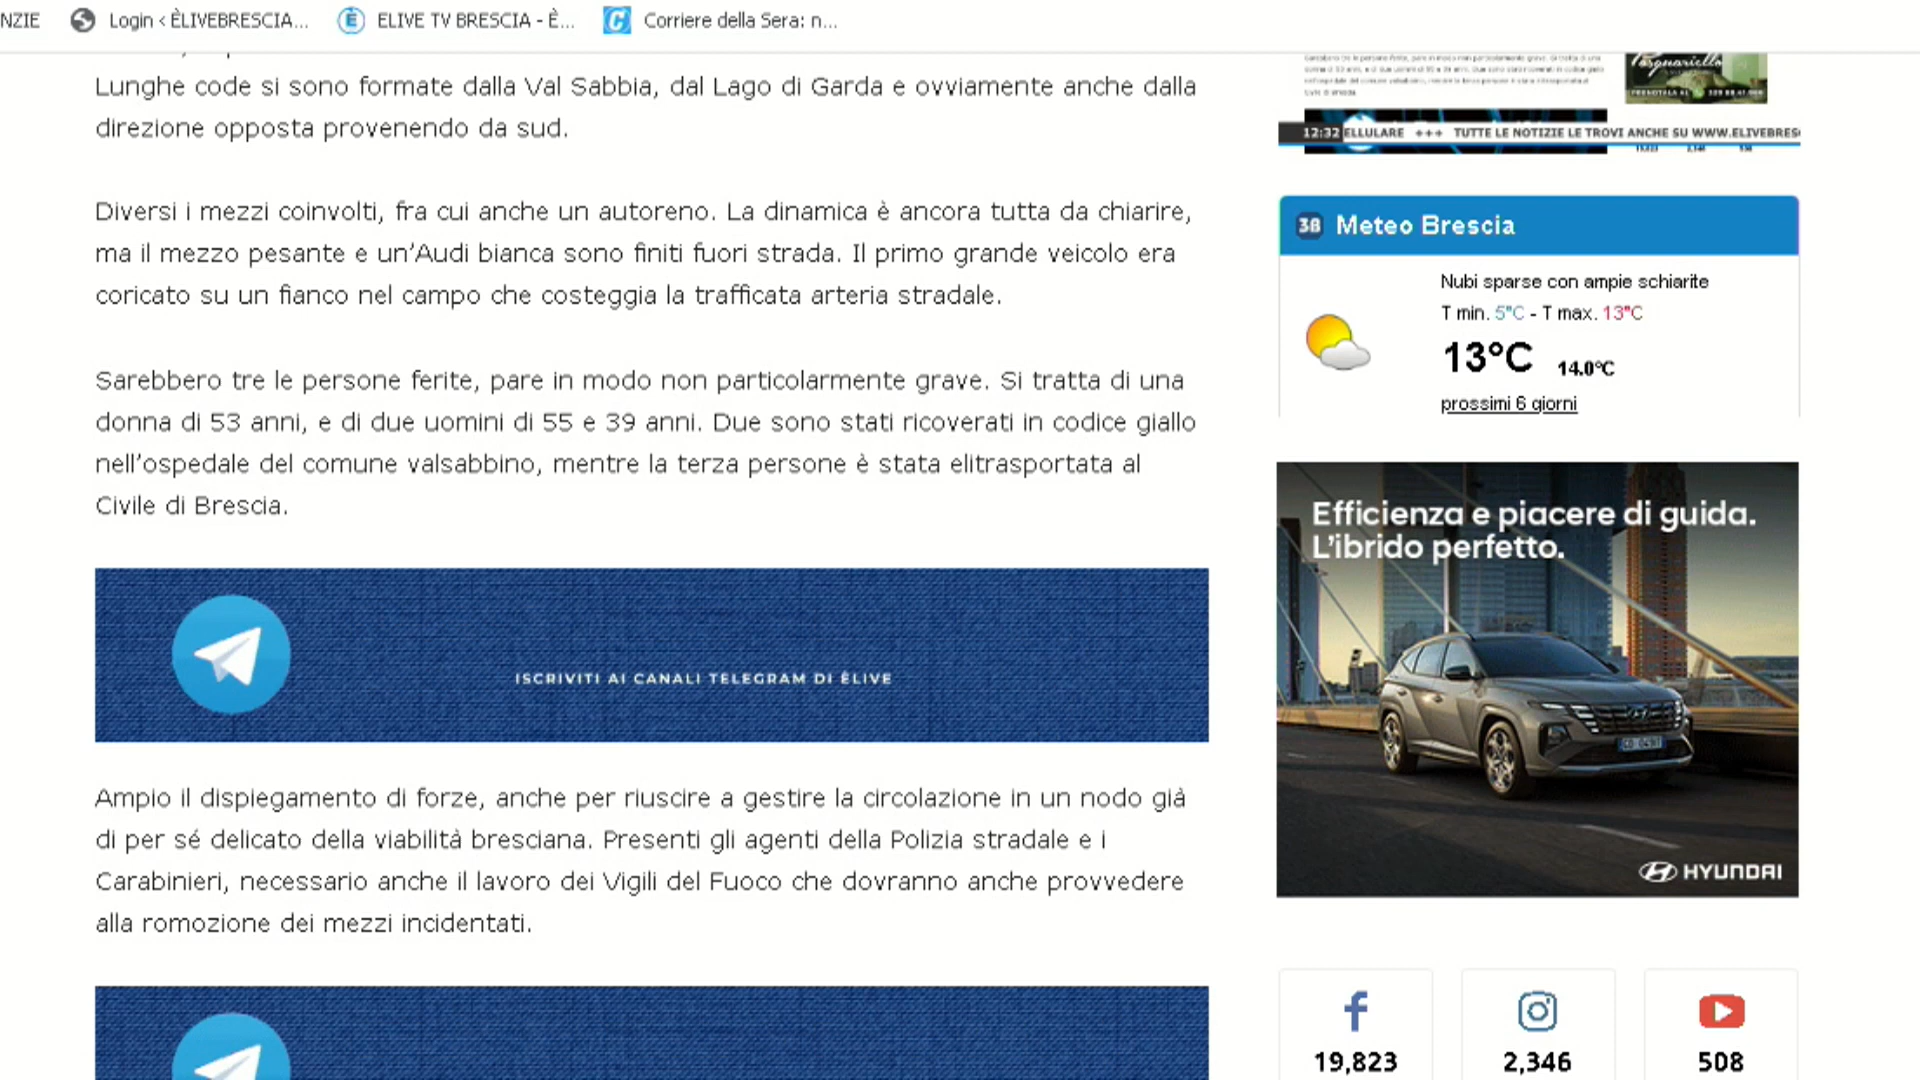 NZIE
Login < ÈLIVEBRESCIA...
ELIVE TV BRESCIA - È...
Corriere della Sera: n...
Lunghe code si sono formate dalla Val Sabbia, dal Lago di Garda e ovviamente anche dalla
direzione opposta provenendo da sud.
Diversi i mezzi coinvolti, fra cui anche un autoreno. La dinamica è ancora tutta da chiarire,
ma il mezzo pesante e un'Audi bianca sono finiti fuori strada. Il primo grande veicolo era
coricato su un fianco nel campo che costeggia la trafficata arteria stradale.
Sarebbero tre le persone ferite, pare in modo non particolarmente grave. Si tratta di una
donna di 53 anni, e di due uomini di 55 e 39 anni. Due sono stati ricoverati in codice giallo
nell'ospedale del comune valsabbino, mentre la terza persone è stata elitrasportata al
Civile di Brescia.
ISCRIVITI AI CANALI TELEGRAM DI ÈLIVE
Ampio il dispiegamento di forze, anche per riuscire a gestire la circolazione in un nodo già
di per sé delicato della viabilità bresciana. Presenti gli agenti della Polizia stradale e i
Carabinieri, necessario anche il lavoro dei Vigili del Fuoco che dovranno anche provvedere
alla romozione dei mezzi incidentati.
12:32 ELLULARE +++ TUTTE LE NOTIZIE LE TROVI ANCHE SU WWW.ELIVEBRES
3B Meteo Brescia
Nubi sparse con ampie schiarite
T min. 5°C - T max. 13°C
13°C 14.0°C
prossimi 6 giorni
Efficienza e piacere di guida.
L'ibrido perfetto.
HYUNDAI
19,823
2,346
508